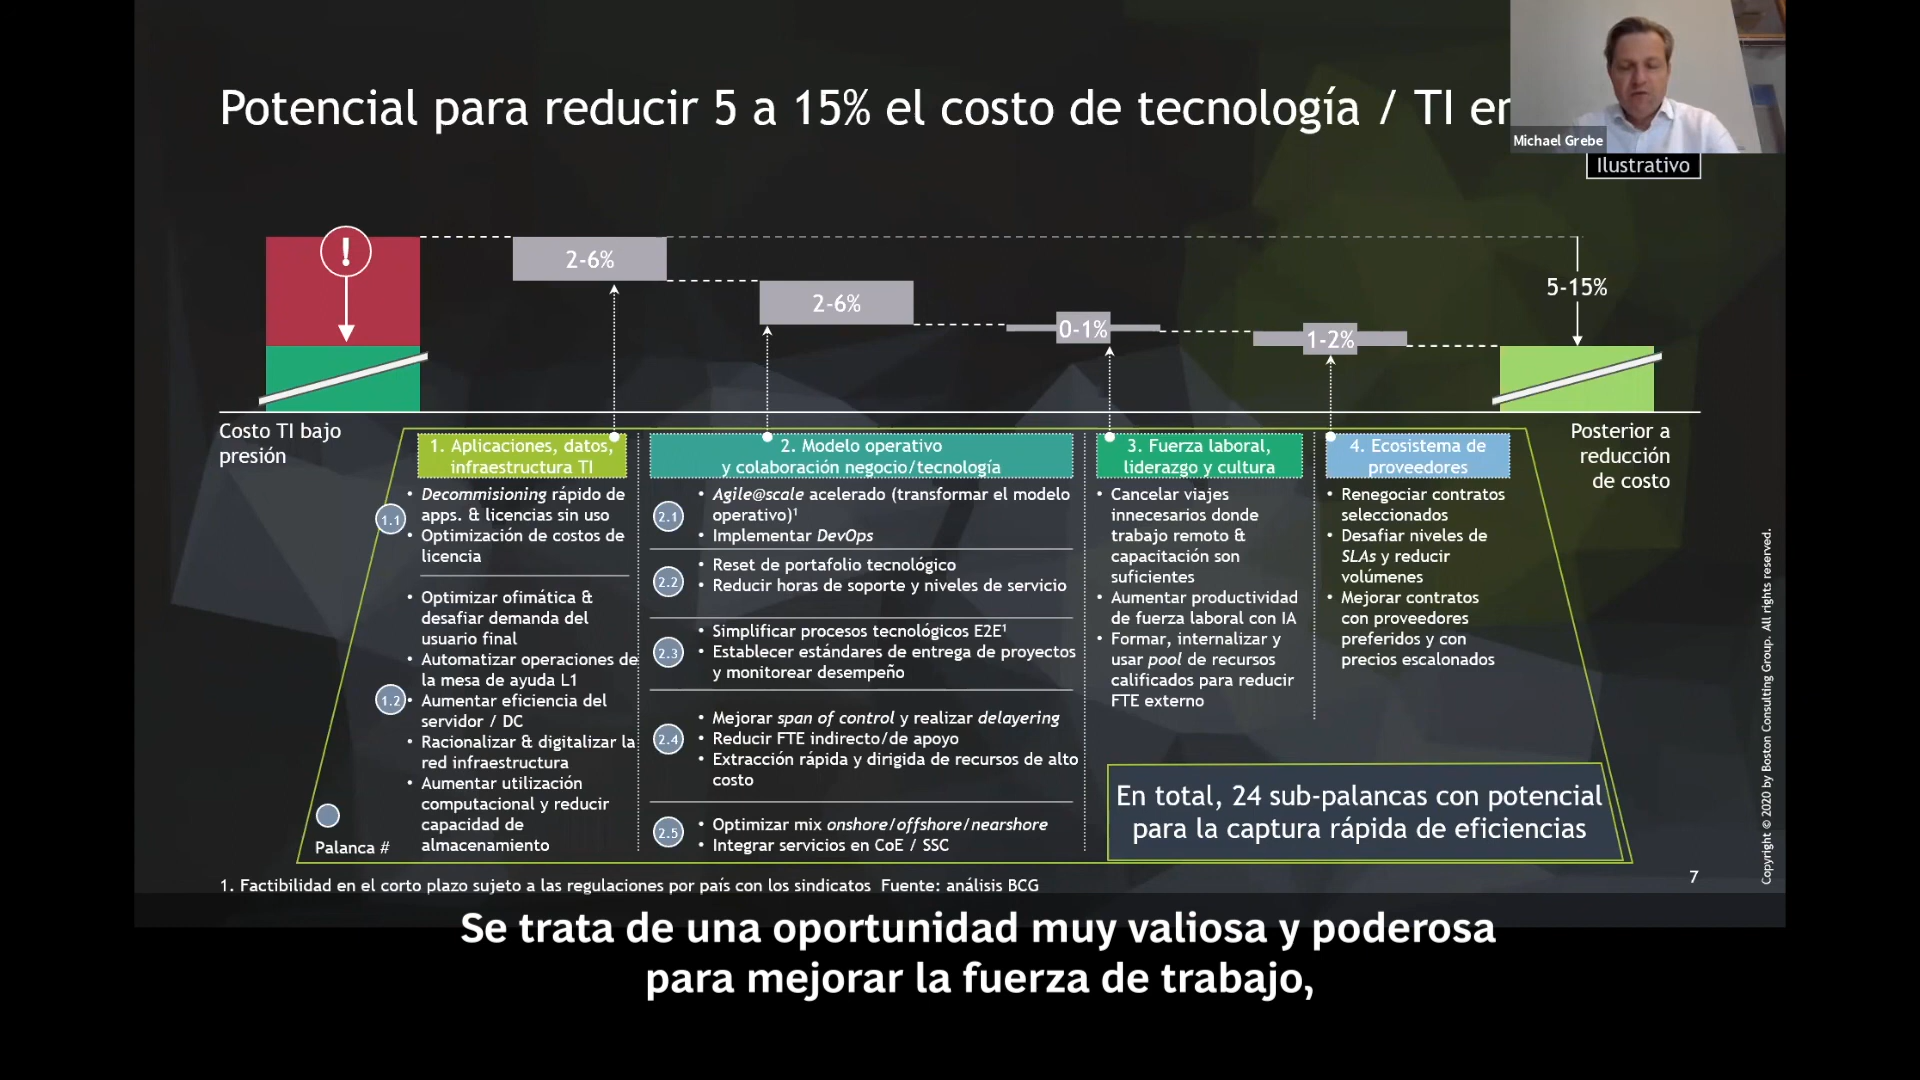 Potencial para reducir 5 a 15% el costo de tecnología / TI en
Michael Grebe
Ilustrativo
!
2-6%
2-6%
0-1%
1-2%
5-15%
Costo TI bajo
presión
Posterior a
reducción
de costo
1. Aplicaciones, datos,
infraestructura TI
1.1
• Decommisioning rápido de
apps. & licencias sin uso
• Optimización de costos de
licencia
1.2
• Optimizar ofimática &
desafiar demanda del
usuario final
• Automatizar operaciones de
la mesa de ayuda L1
• Aumentar eficiencia del
servidor / DC
• Racionalizar & digitalizar la
red infraestructura
• Aumentar utilización
computacional y reducir
capacidad de
almacenamiento
Palanca #
2. Modelo operativo
y colaboración negocio/tecnología
2.1
• Agile@scale acelerado (transformar el modelo
operativo)¹
• Implementar DevOps
2.2
• Reset de portafolio tecnológico
• Reducir horas de soporte y niveles de servicio
2.3
• Simplificar procesos tecnológicos E2E¹
• Establecer estándares de entrega de proyectos
y monitorear desempeño
2.4
• Mejorar span of control y realizar delayering
• Reducir FTE indirecto/de apoyo
• Extracción rápida y dirigida de recursos de alto
costo
2.5
• Optimizar mix onshore/offshore/nearshore
• Integrar servicios en CoE / SSC
3. Fuerza laboral,
liderazgo y cultura
• Cancelar viajes
innecesarios donde
trabajo remoto &
capacitación son
suficientes
• Aumentar productividad
de fuerza laboral con IA
• Formar, internalizar y
usar pool de recursos
calificados para reducir
FTE externo
4. Ecosistema de
proveedores
• Renegociar contratos
seleccionados
• Desafiar niveles de
SLAs y reducir
volúmenes
• Mejorar contratos
con proveedores
preferidos y con
precios escalonados
En total, 24 sub-palancas con potencial
para la captura rápida de eficiencias
1. Factibilidad en el corto plazo sujeto a las regulaciones por país con los sindicatos Fuente: análisis BCG
7
Copyright © 2020 by Boston Consulting Group. All rights reserved.
Se trata de una oportunidad muy valiosa y poderosa
para mejorar la fuerza de trabajo,